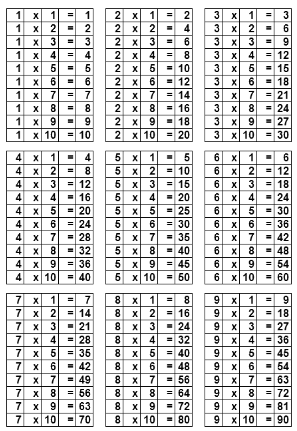 1 x 1 = 1
1 x 2 = 2
1 x 3 = 3
1 x 4 = 4
1 x 5 = 5
1 x 6 = 6
1 x 7 = 7
1 x 8 = 8
1 x 9 = 9
1 x 10 = 10
2 x 1 = 2
2 x 2 = 4
2 x 3 = 6
2 x 4 = 8
2 x 5 = 10
2 x 6 = 12
2 x 7 = 14
2 x 8 = 16
2 x 9 = 18
2 x 10 = 20
3 x 1 = 3
3 x 2 = 6
3 x 3 = 9
3 x 4 = 12
3 x 5 = 15
3 x 6 = 18
3 x 7 = 21
3 x 8 = 24
3 x 9 = 27
3 x 10 = 30
4 x 1 = 4
4 x 2 = 8
4 x 3 = 12
4 x 4 = 16
4 x 5 = 20
4 x 6 = 24
4 x 7 = 28
4 x 8 = 32
4 x 9 = 36
4 x 10 = 40
5 x 1 = 5
5 x 2 = 10
5 x 3 = 15
5 x 4 = 20
5 x 5 = 25
5 x 6 = 30
5 x 7 = 35
5 x 8 = 40
5 x 9 = 45
5 x 10 = 50
6 x 1 = 6
6 x 2 = 12
6 x 3 = 18
6 x 4 = 24
6 x 5 = 30
6 x 6 = 36
6 x 7 = 42
6 x 8 = 48
6 x 9 = 54
6 x 10 = 60
7 x 1 = 7
7 x 2 = 14
7 x 3 = 21
7 x 4 = 28
7 x 5 = 35
7 x 6 = 42
7 x 7 = 49
7 x 8 = 56
7 x 9 = 63
7 x 10 = 70
8 x 1 = 8
8 x 2 = 16
8 x 3 = 24
8 x 4 = 32
8 x 5 = 40
8 x 6 = 48
8 x 7 = 56
8 x 8 = 64
8 x 9 = 72
8 x 10 = 80
9 x 1 = 9
9 x 2 = 18
9 x 3 = 27
9 x 4 = 36
9 x 5 = 45
9 x 6 = 54
9 x 7 = 63
9 x 8 = 72
9 x 9 = 81
9 x 10 = 90